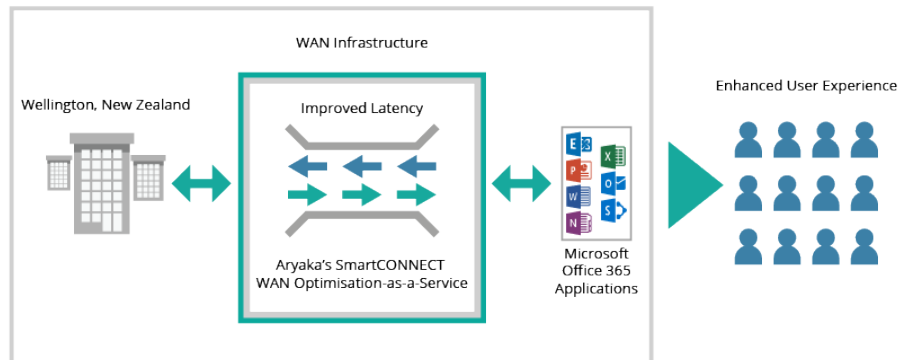 WAN Infrastructure
Wellington, New Zealand
Improved Latency
Aryaka's SmartCONNECT
WAN Optimisation-as-a-Service
E
X
P
O
W
S
N
Microsoft
Office 365
Applications
Enhanced User Experience